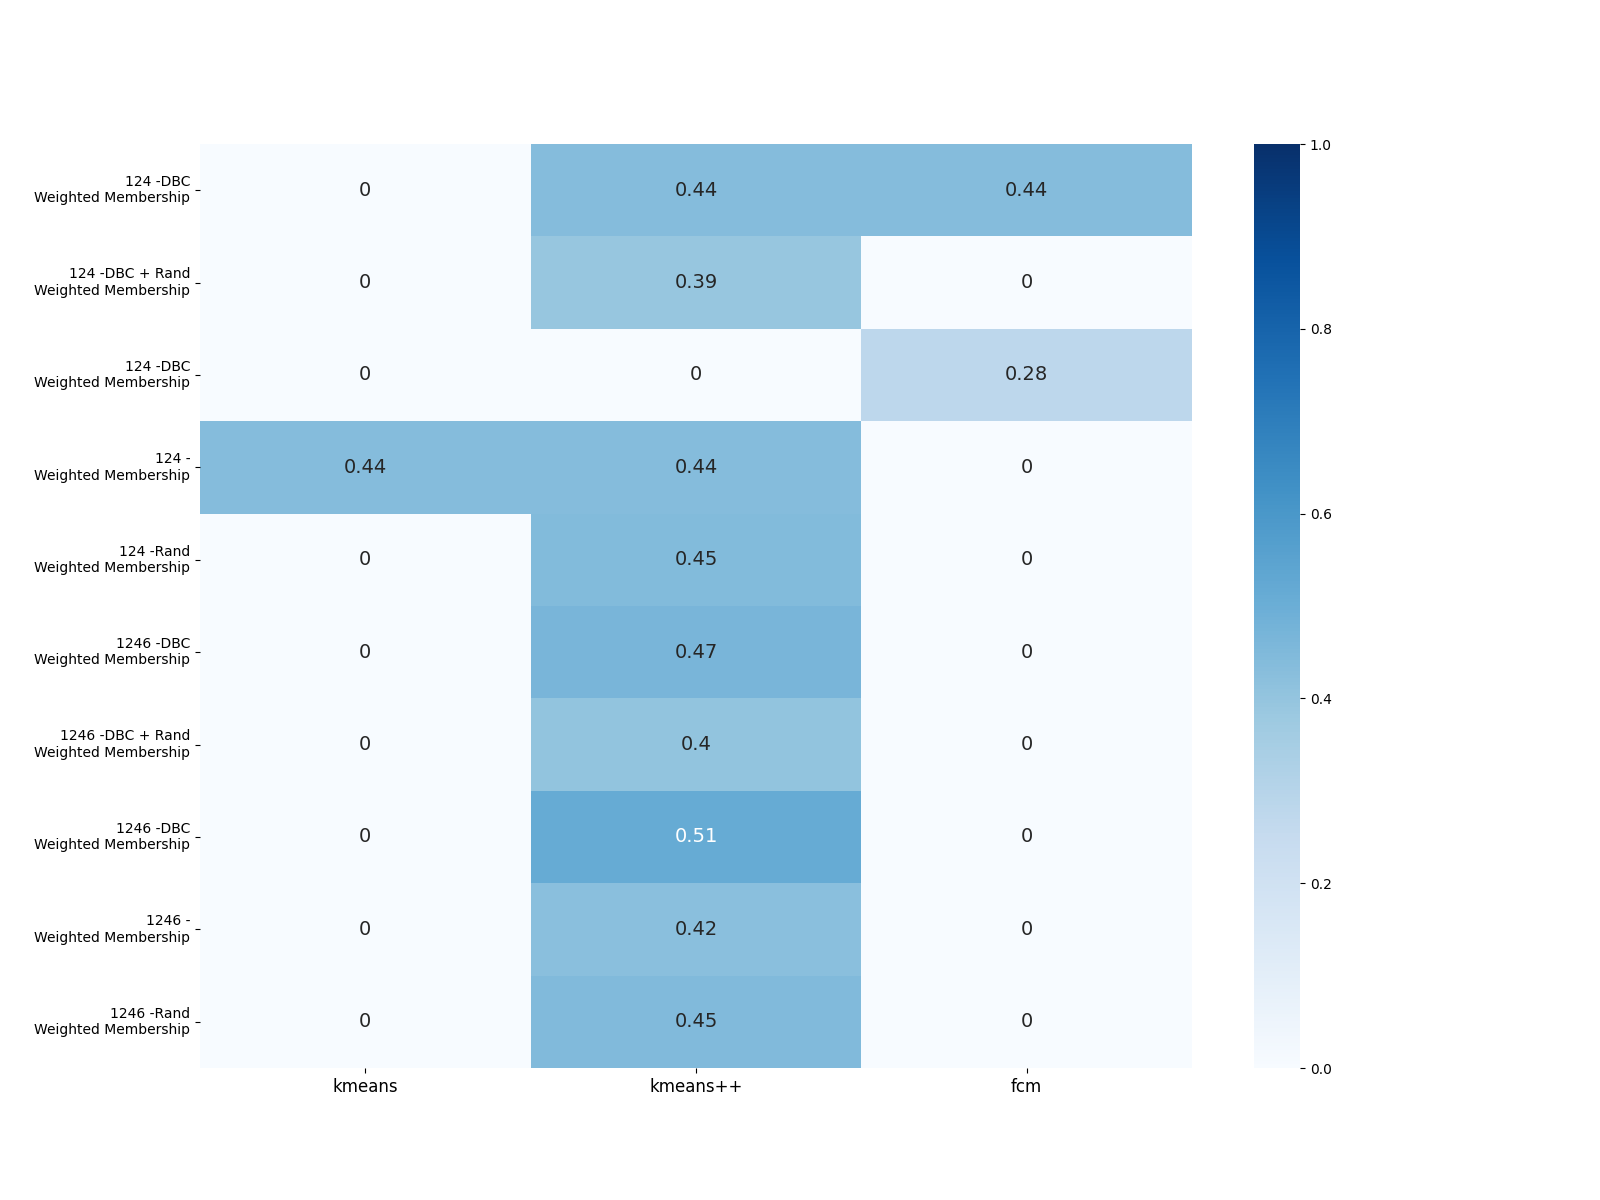 124 -DBC
Weighted Membership
0
0.44
0.44
124 -DBC + Rand
Weighted Membership
0
0.39
0
124 -DBC
Weighted Membership
0
0
0.28
124 -
Weighted Membership
0.44
0.44
0
124 -Rand
Weighted Membership
0
0.45
0
1246 -DBC
Weighted Membership
0
0.47
0
1246 -DBC + Rand
Weighted Membership
0
0.4
0
1246 -DBC
Weighted Membership
0
0.51
0
1246 -
Weighted Membership
0
0.42
0
1246 -Rand
Weighted Membership
0
0.45
0
kmeans
kmeans++
fcm
1.0
0.8
0.6
0.4
0.2
0.0